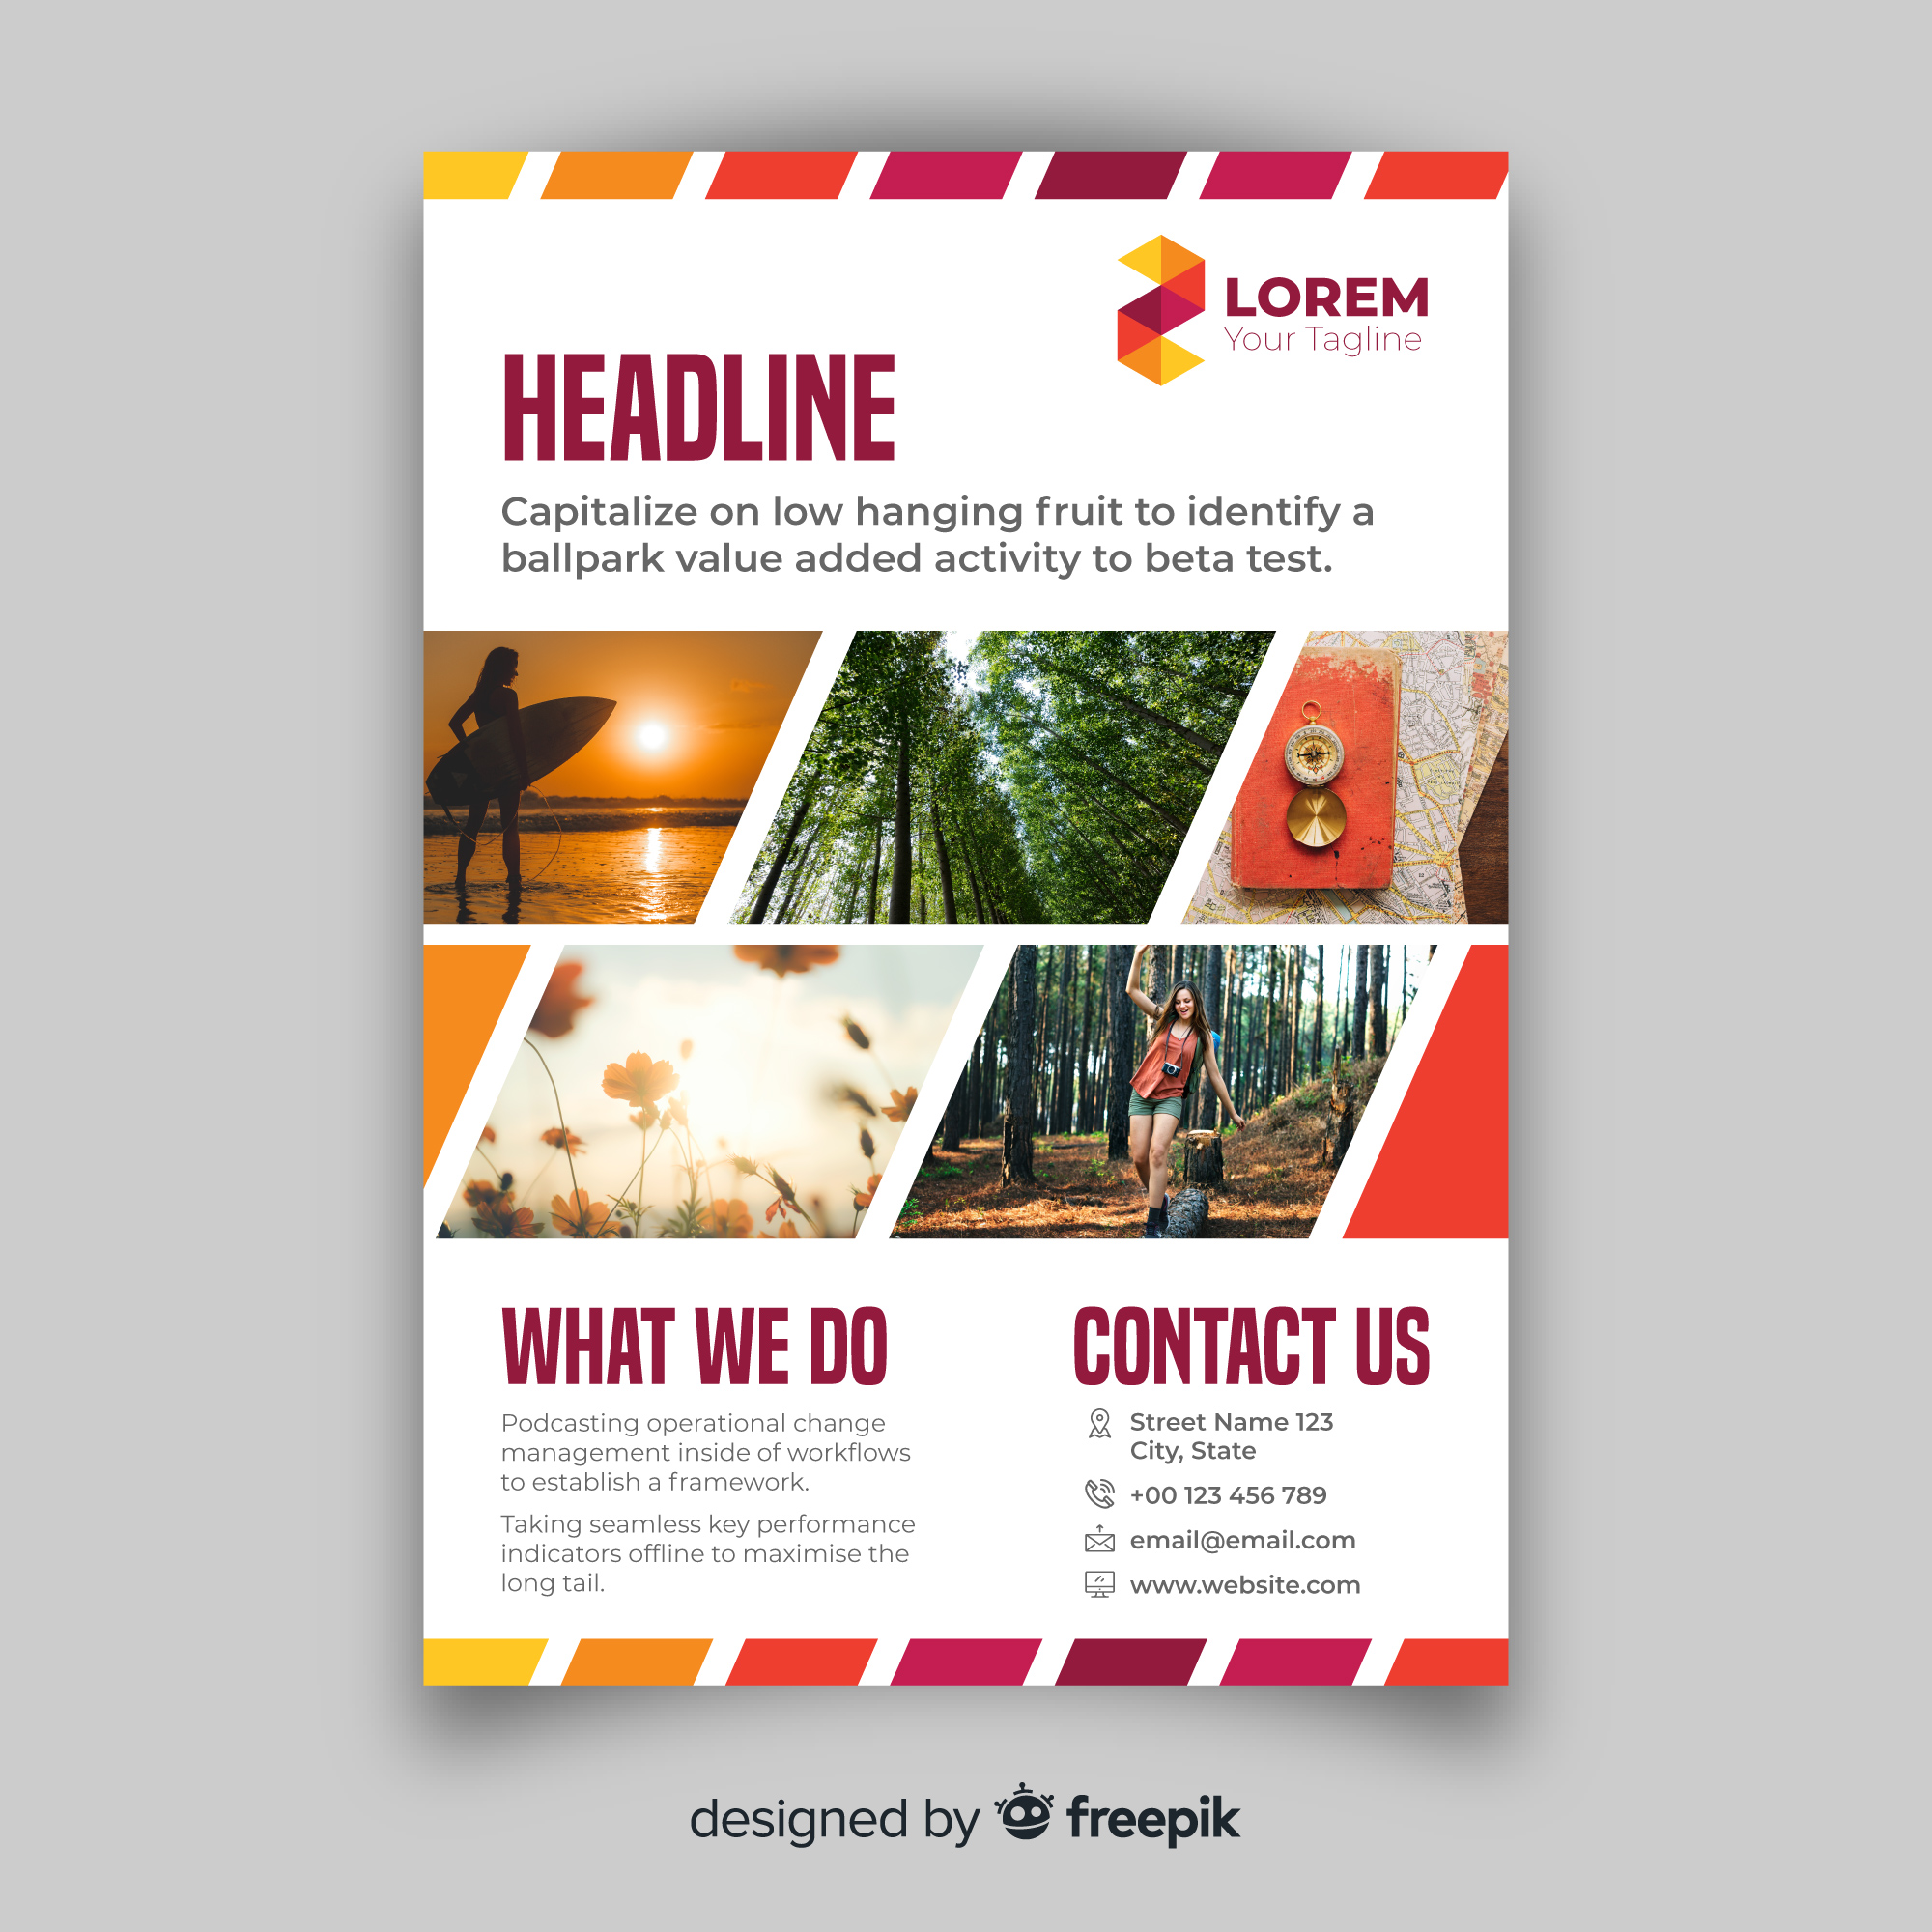 LOREM
Your Tagline
HEADLINE
Capitalize on low hanging fruit to identify a
ballpark value added activity to beta test.
WHAT WE DO
Podcasting operational change
management inside of workflows
to establish a framework.
Taking seamless key performance
indicators offline to maximise the
long tail.
CONTACT US
Street Name 123
City, State
+00 123 456 789
email@email.com
www.website.com
designed by freepik